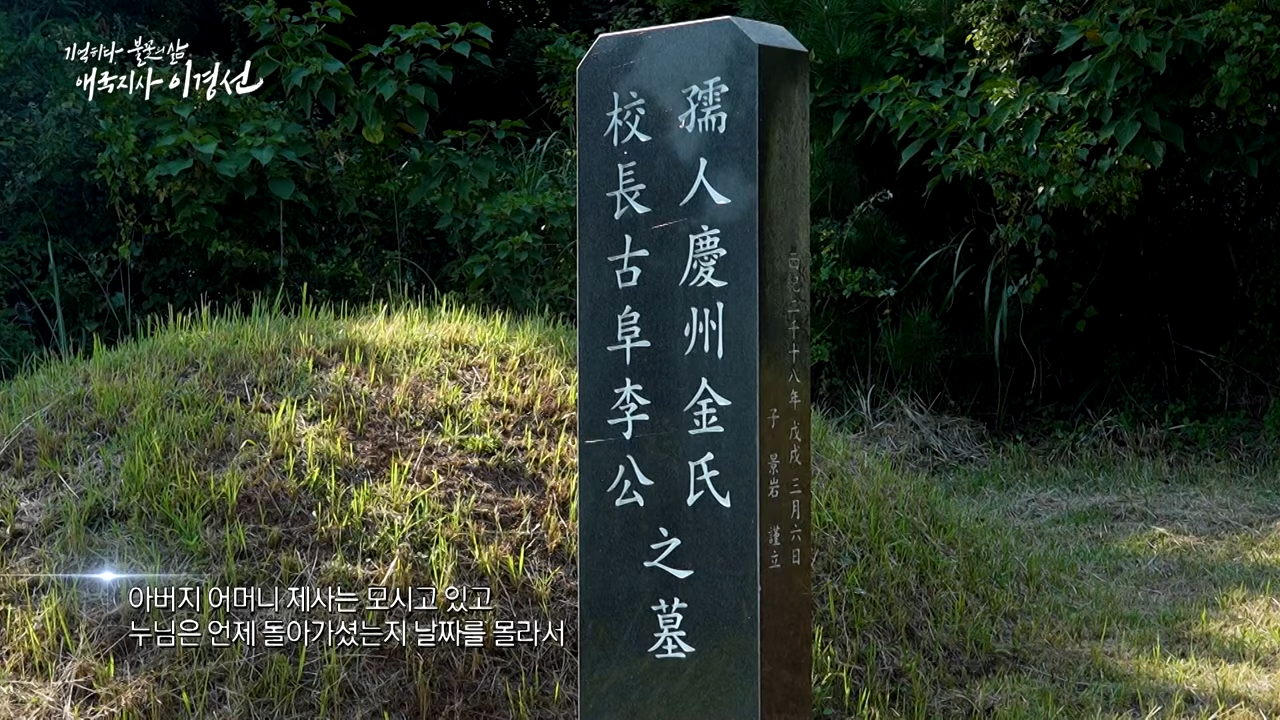 기억하다 불꽃의 삶
애국지사 이경선
孺人慶州金氏
校長古阜李公
之墓
二千十八年 戊戌 三月六日
子 景岩 謹立
아버지 어머니 제사는 모시고 있고
누님은 언제 돌아가셨는지 날짜를 몰라서